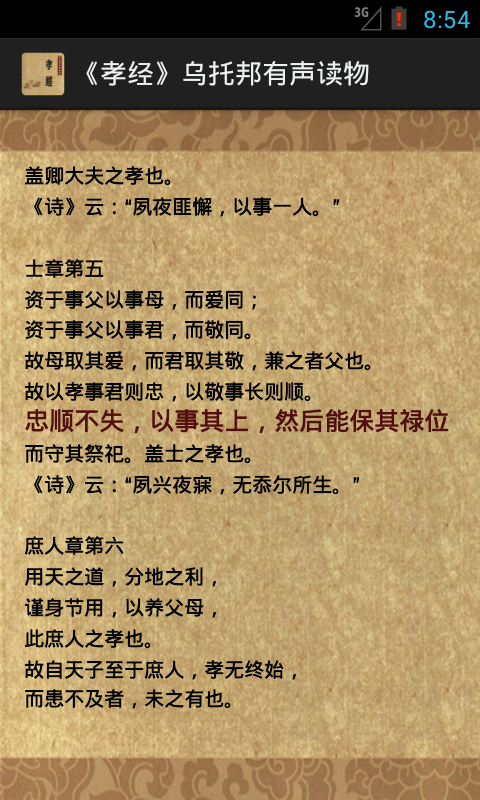 3G
8:54
《孝经》乌托邦有声读物
盖卿大夫之孝也。
《诗》云：“夙夜匪懈，以事一人。”
士章第五
资于事父以事母，而爱同；
资于事父以事君，而敬同。
故母取其爱，而君取其敬，兼之者父也。
故以孝事君则忠，以敬事长则顺。
忠顺不失，以事其上，然后能保其禄位
而守其祭祀。盖士之孝也。
《诗》云：“夙兴夜寐，无忝尔所生。”
庶人章第六
用天之道，分地之利，
谨身节用，以养父母，
此庶人之孝也。
故自天子至于庶人，孝无终始，
而患不及者，未之有也。